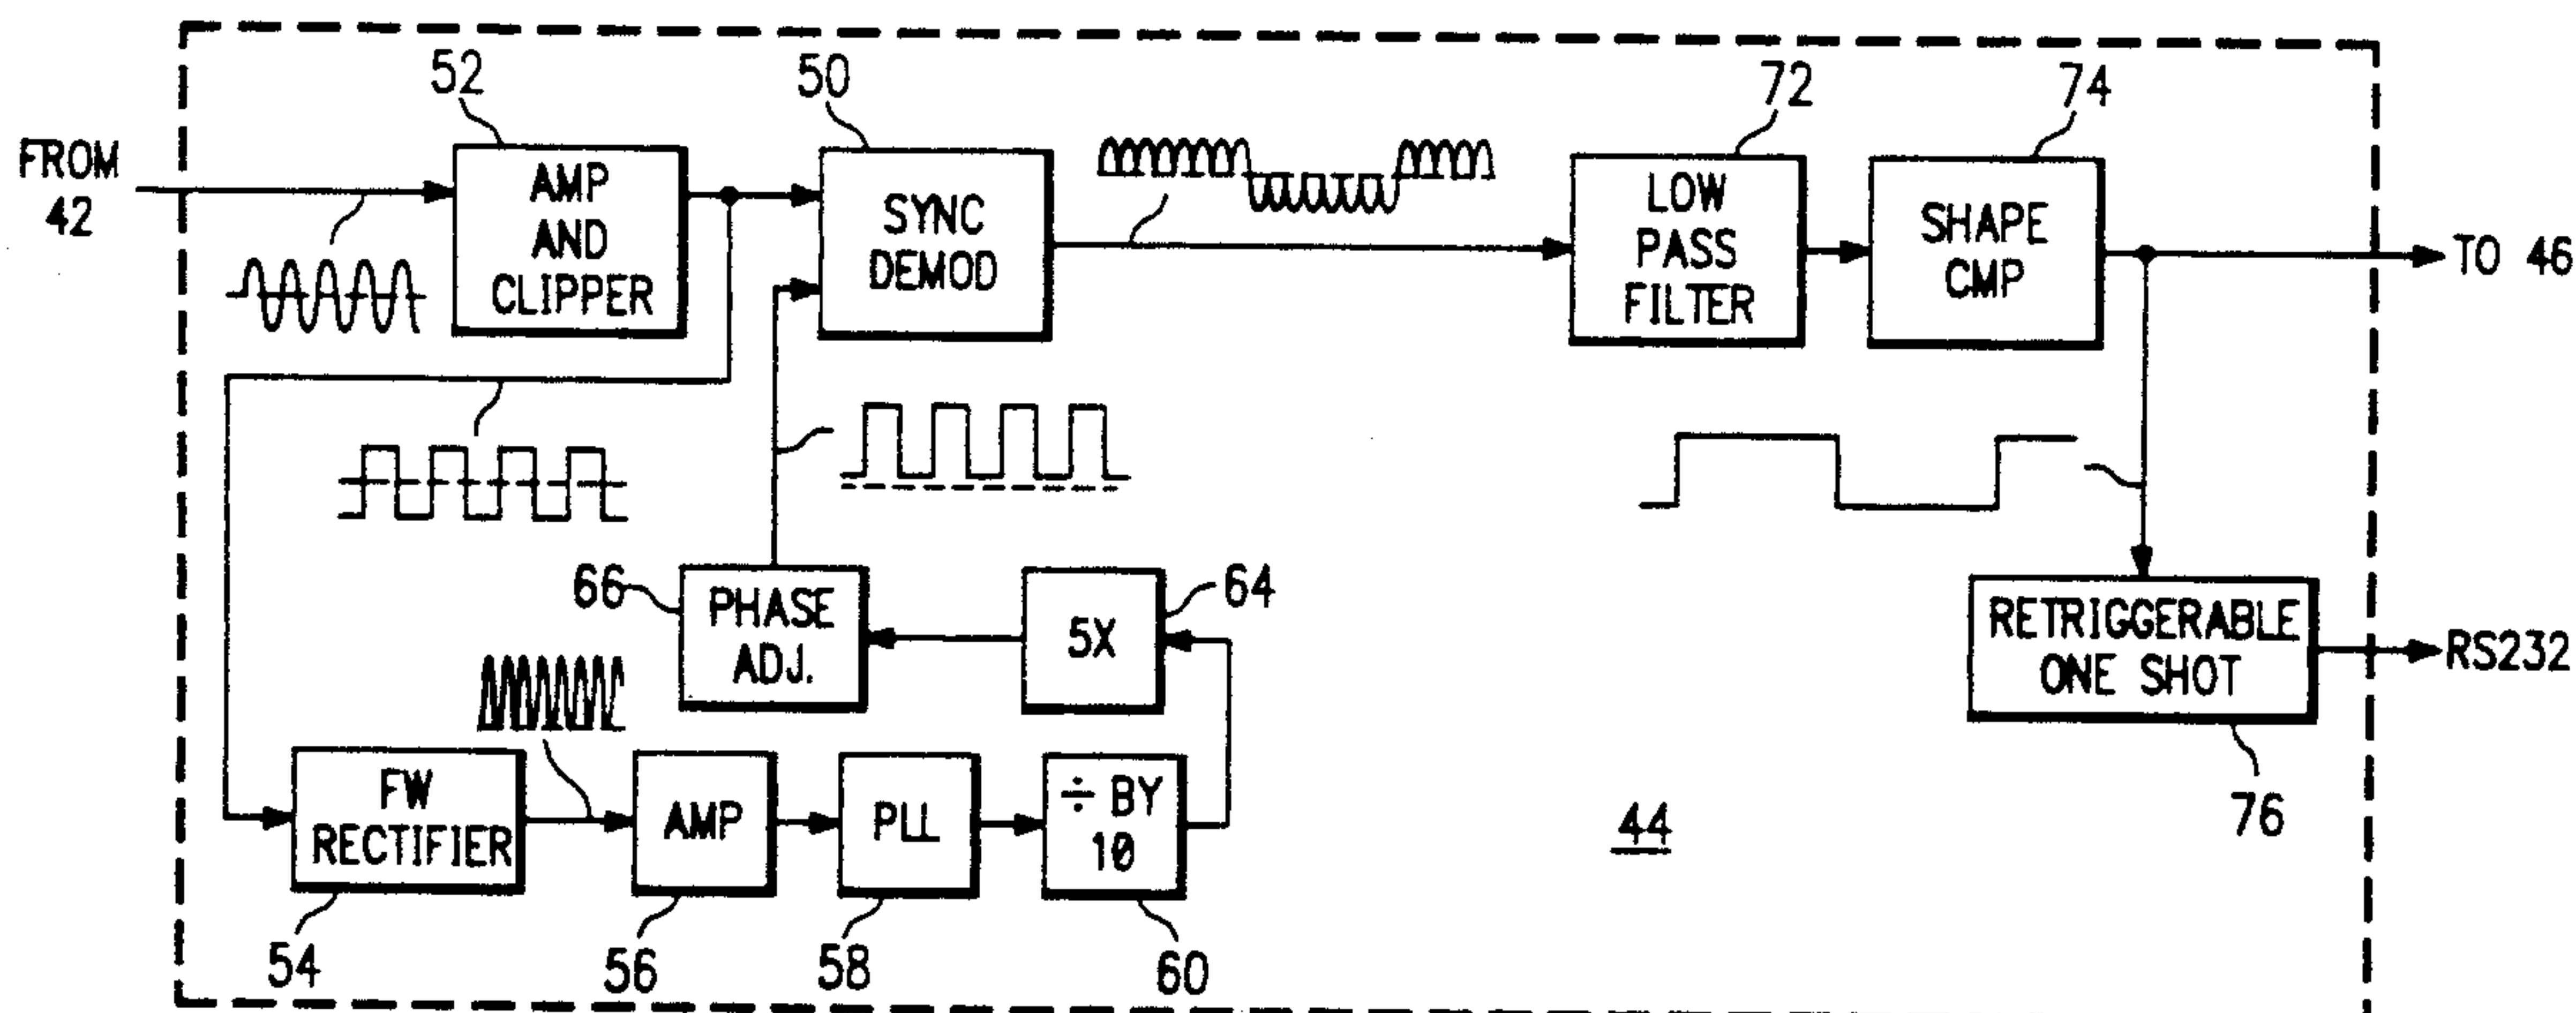 52
50
72
74
FROM
42
AMP
AND
CLIPPER
SYNC
DEMOD
LOW
PASS
FILTER
SHAPE
CMP
TO 46
66
PHASE
ADJ.
5X
64
RETRIGGERABLE
ONE SHOT
RS232
76
FW
RECTIFIER
AMP
PLL
÷ BY
10
44
54
56
58
60